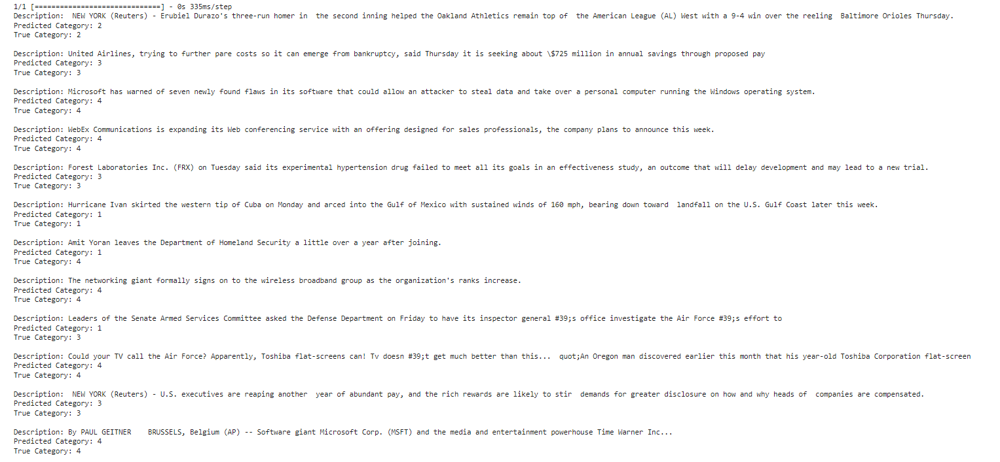 1/1 [==============================] - 0s 335ms/step
Description:  NEW YORK (Reuters) - Erubiel Durazo's three-run homer in  the second inning helped the Oakland Athletics remain top of  the American League (AL) West with a 9-4 win over the reeling  Baltimore Orioles Thursday.
Predicted Category: 2
True Category: 2

Description: United Airlines, trying to further pare costs so it can emerge from bankruptcy, said Thursday it is seeking about \$725 million in annual savings through proposed pay
Predicted Category: 3
True Category: 3

Description: Microsoft has warned of seven newly found flaws in its software that could allow an attacker to steal data and take over a personal computer running the Windows operating system.
Predicted Category: 4
True Category: 4

Description: WebEx Communications is expanding its Web conferencing service with an offering designed for sales professionals, the company plans to announce this week.
Predicted Category: 4
True Category: 4

Description: Forest Laboratories Inc. (FRX) on Tuesday said its experimental hypertension drug failed to meet all its goals in an effectiveness study, an outcome that will delay development and may lead to a new trial.
Predicted Category: 3
True Category: 3

Description: Hurricane Ivan skirted the western tip of Cuba on Monday and arced into the Gulf of Mexico with sustained winds of 160 mph, bearing down toward  landfall on the U.S. Gulf Coast later this week.
Predicted Category: 1
True Category: 1

Description: Amit Yoran leaves the Department of Homeland Security a little over a year after joining.
Predicted Category: 1
True Category: 4

Description: The networking giant formally signs on to the wireless broadband group as the organization's ranks increase.
Predicted Category: 4
True Category: 4

Description: Leaders of the Senate Armed Services Committee asked the Defense Department on Friday to have its inspector general #39;s office investigate the Air Force #39;s effort to
Predicted Category: 1
True Category: 3

Description: Could your TV call the Air Force? Apparently, Toshiba flat-screens can! Tv doesn #39;t get much better than this...  quot;An Oregon man discovered earlier this month that his year-old Toshiba Corporation flat-screen
Predicted Category: 4
True Category: 4

Description:  NEW YORK (Reuters) - U.S. executives are reaping another  year of abundant pay, and the rich rewards are likely to stir  demands for greater disclosure on how and why heads of  companies are compensated.
Predicted Category: 3
True Category: 3

Description: By PAUL GEITNER    BRUSSELS, Belgium (AP) -- Software giant Microsoft Corp. (MSFT) and the media and entertainment powerhouse Time Warner Inc...
Predicted Category: 4
True Category: 4